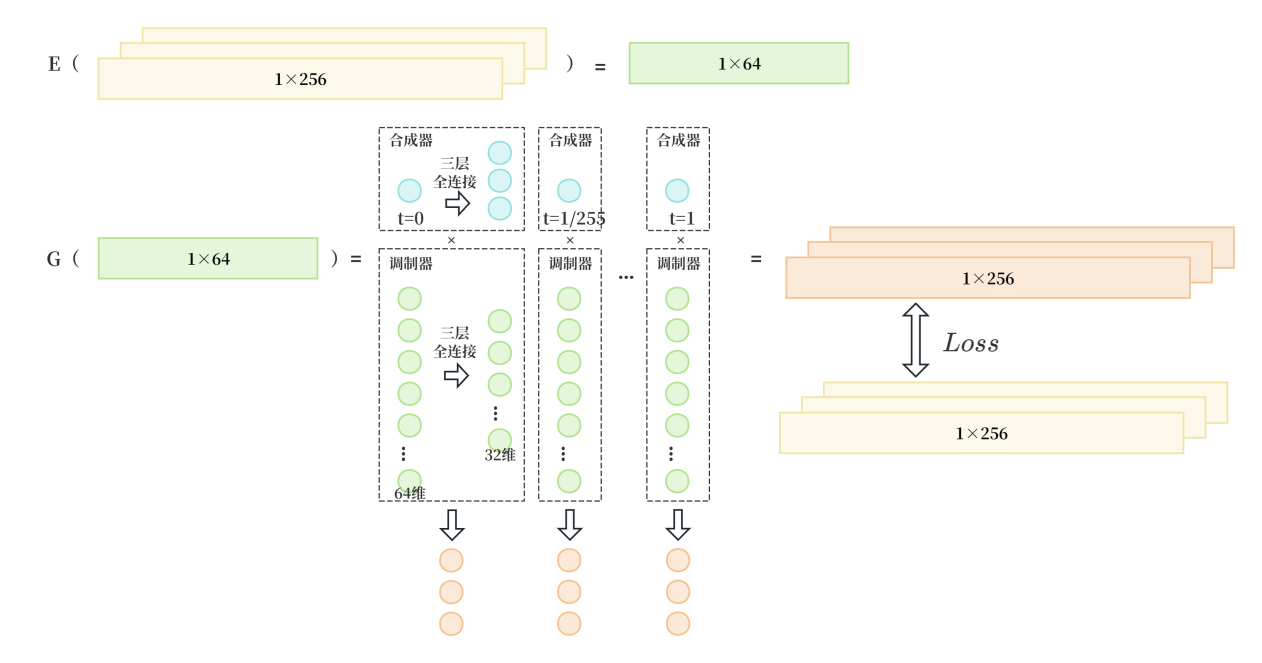 E ( 1×256 ) = 1×64
合成器
三层
全连接
t=0
合成器
t=1/255
合成器
t=1
× × ×
G ( 1×64 ) =
调制器
三层
全连接
32维
64维
调制器
...
调制器
=
1×256
Loss
1×256